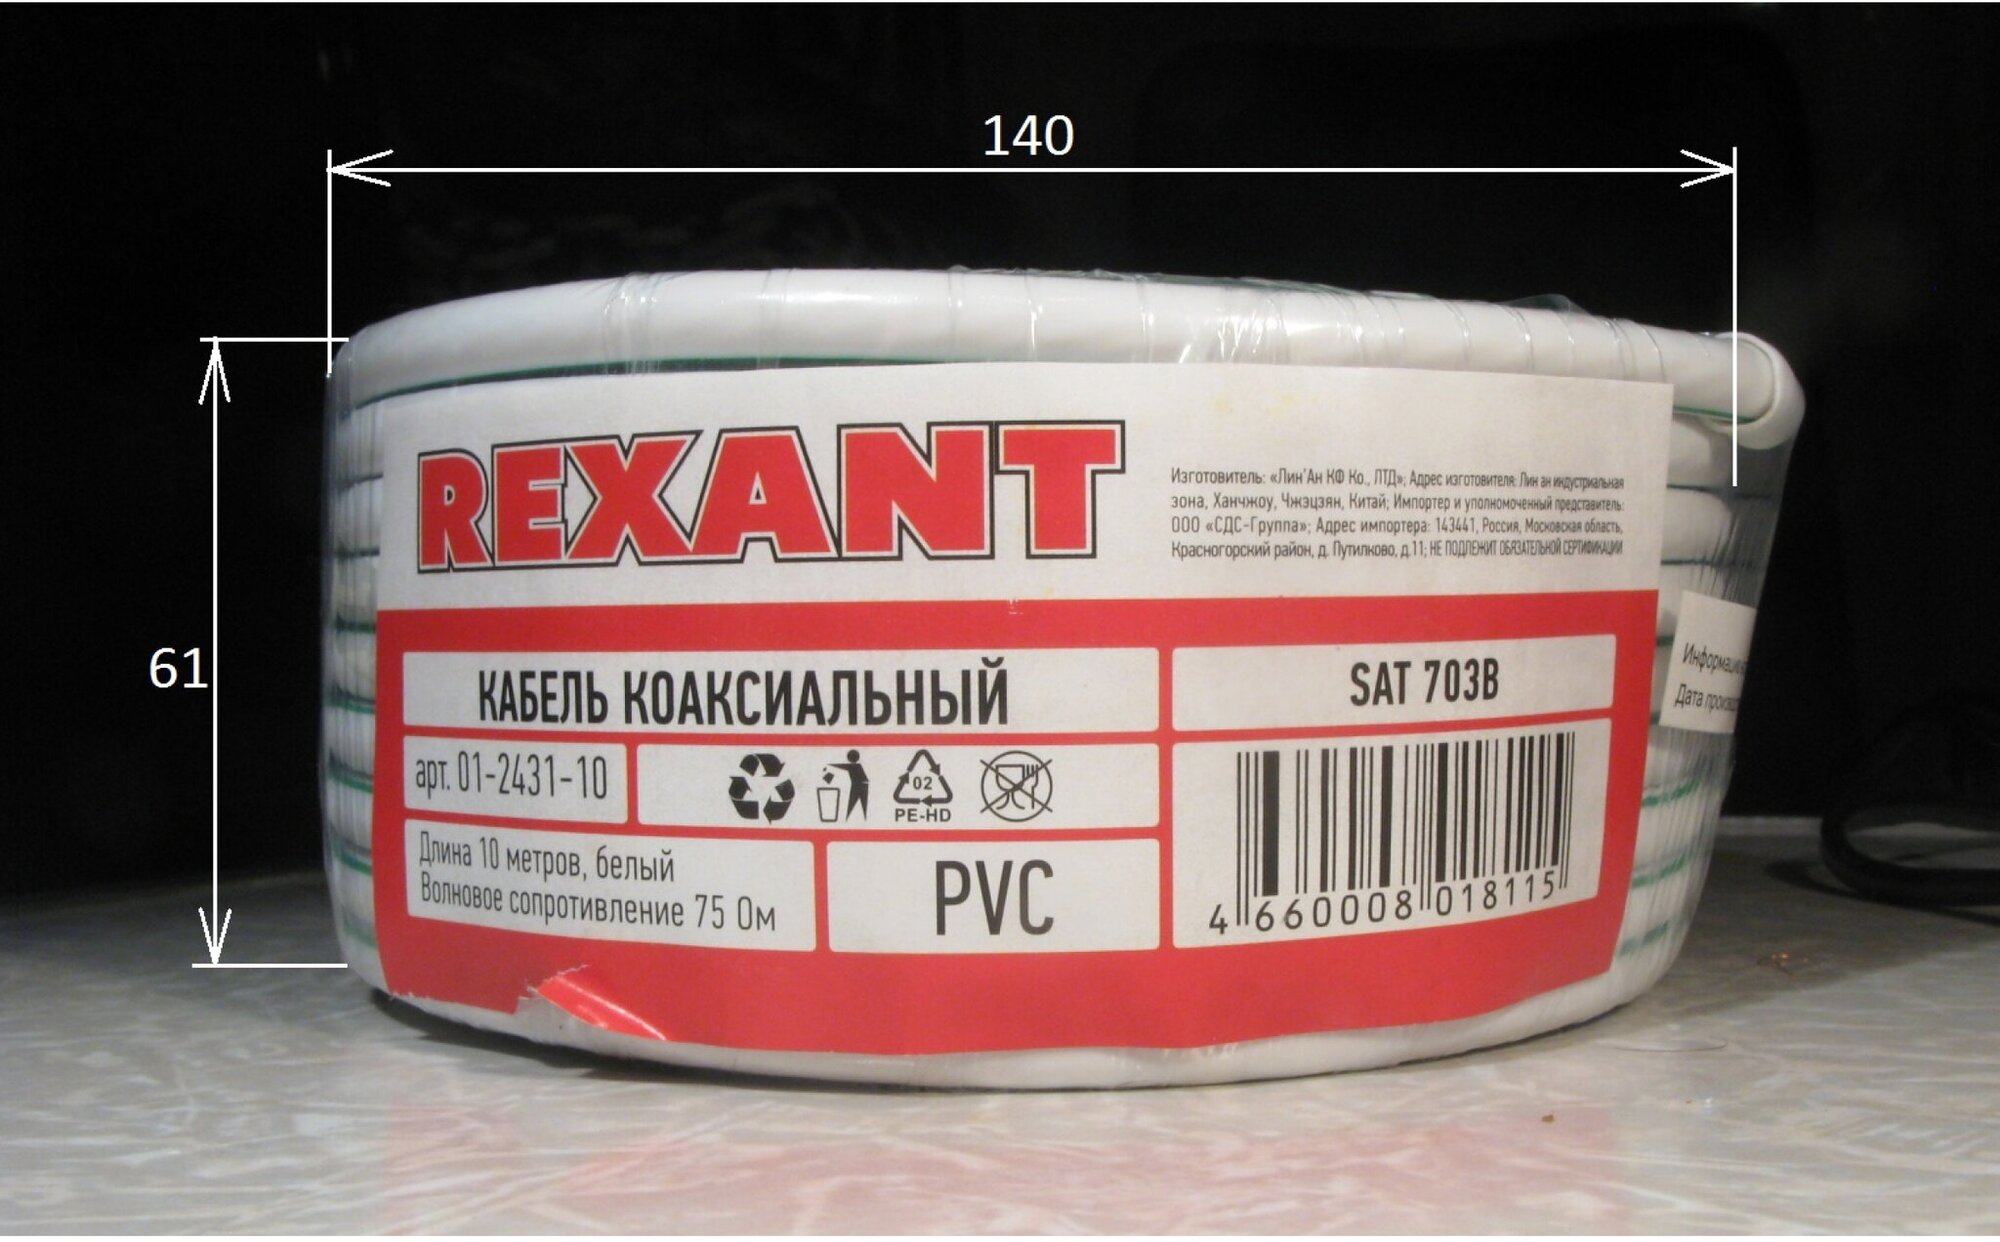 140
61
REXANT
Изготовитель: «Лин'Ан КФ Ко., ЛТД»; Адрес изготовителя: Лин ан индустриальная
зона, Ханчжоу, Чжэцзян, Китай; Импортер и уполномоченный представитель:
ООО «СДС-Группа»; Адрес импортера: 143441, Россия, Московская область,
Красногорский район, д. Путилково, д.11; НЕ ПОДЛЕЖИТ ОБЯЗАТЕЛЬНОЙ СЕРТИФИКАЦИИ
КАБЕЛЬ КОАКСИАЛЬНЫЙ
SAT 703B
арт. 01-2431-10
02
PE-HD
Длина 10 метров, белый
Волновое сопротивление 75 Ом
PVC
4 660008 018115
Дата